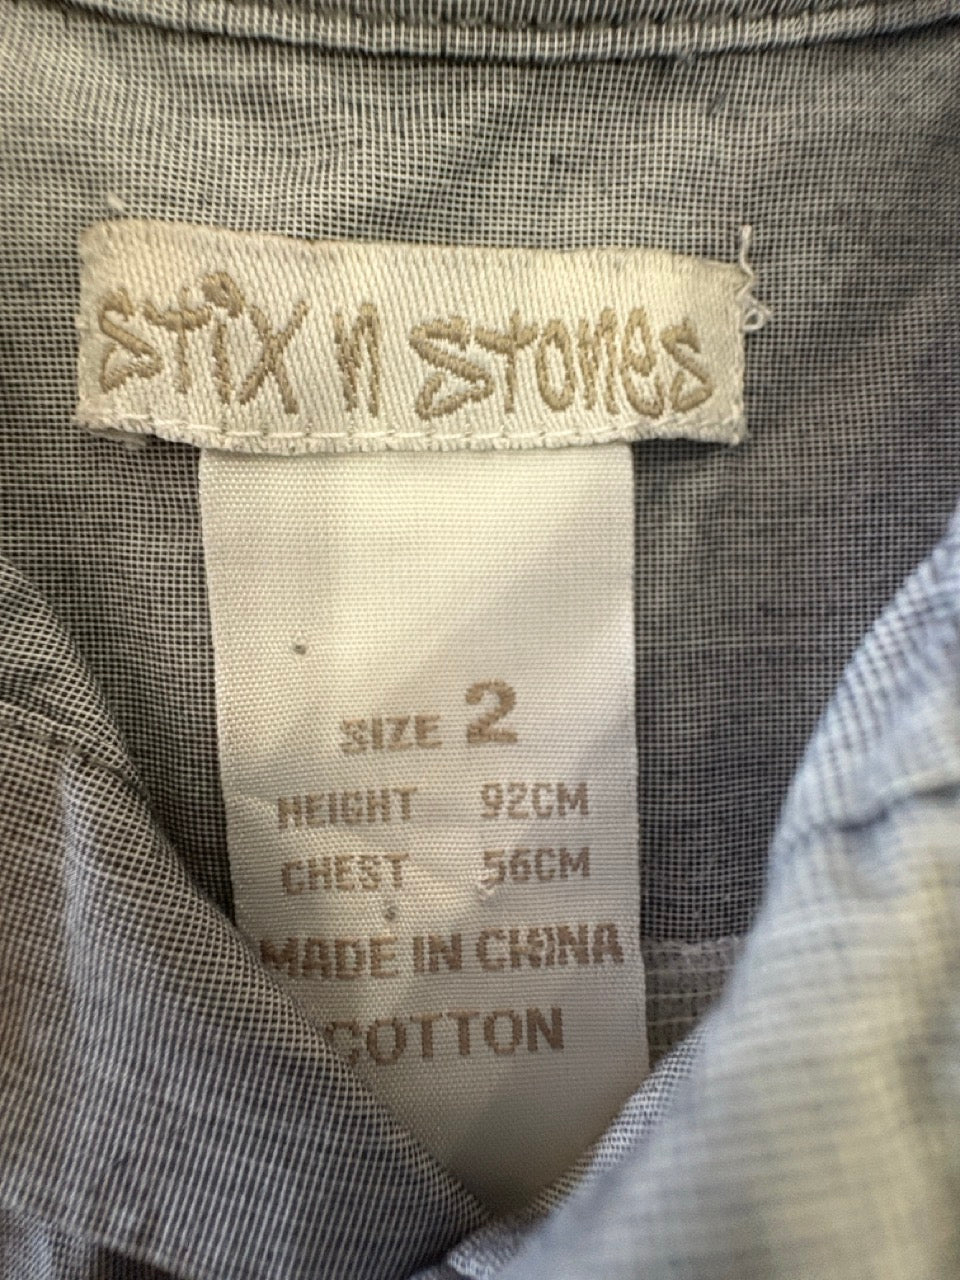 Stix n Stones
SIZE 2
HEIGHT 92CM
CHEST 56CM
MADE IN CHINA
COTTON